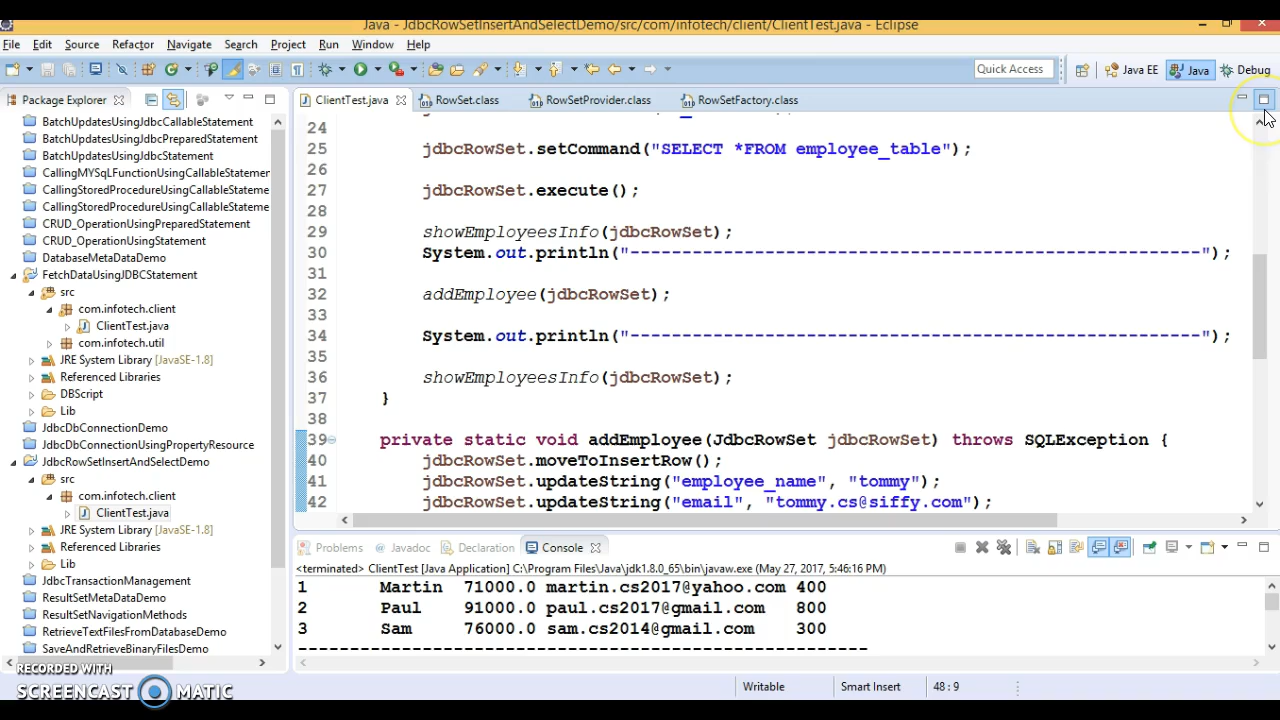 Java - JdbcRowSetInsertAndSelectDemo/src/com/infotech/client/ClientTest.java - Eclipse
File Edit Source Refactor Navigate Search Project Run Window Help
Quick Access Java EE Java Debug
Package Explorer
ClientTest.java RowSet.class RowSetProvider.class RowSetFactory.class
BatchUpdatesUsingJdbcCallableStatement
BatchUpdatesUsingJdbcPreparedStatement
BatchUpdatesUsingJdbcStatement
CallingMYSqlFunctionUsingCallableStatemer
CallingStoredProcedureUsingCallableStateme
CallingStoredProcedureUsingCallableStateme
CRUD_OperationUsingPreparedStatement
CRUD_OperationUsingStatement
DatabaseMetaDataDemo
FetchDataUsingJDBCStatement
src
com.infotech.client
ClientTest.java
com.infotech.util
JRE System Library [JavaSE-1.8]
Referenced Libraries
DBScript
Lib
JdbcDbConnectionDemo
JdbcDbConnectionUsingPropertyResource
JdbcRowSetInsertAndSelectDemo
src
com.infotech.client
ClientTest.java
JRE System Library [JavaSE-1.8]
Referenced Libraries
Lib
JdbcTransactionManagement
ResultSetMetaDataDemo
ResultSetNavigationMethods
RetrieveTextFilesFromDatabaseDemo
SaveAndRetrieveBinaryFilesDemo
24
25 jdbcRowSet.setCommand("SELECT *FROM employee_table");
26
27 jdbcRowSet.execute();
28
29 showEmployeesInfo(jdbcRowSet);
30 System.out.println("-------------------------------------------------------");
31
32 addEmployee(jdbcRowSet);
33
34 System.out.println("-------------------------------------------------------");
35
36 showEmployeesInfo(jdbcRowSet);
37 }
38
39 private static void addEmployee(JdbcRowSet jdbcRowSet) throws SQLException {
40 jdbcRowSet.moveToInsertRow();
41 jdbcRowSet.updateString("employee_name", "tommy");
42 jdbcRowSet.updateString("email", "tommy.cs@siffy.com");
Problems Javadoc Declaration Console
<terminated> ClientTest [Java Application] C:\Program Files\Java\jdk1.8.0_65\bin\javaw.exe (May 27, 2017, 5:46:16 PM)
1 Martin 71000.0 martin.cs2017@yahoo.com 400
2 Paul 91000.0 paul.cs2017@gmail.com 800
3 Sam 76000.0 sam.cs2014@gmail.com 300
-------------------------------------------------------
Writable Smart Insert 48 : 9
RECORDED WITH
SCREENCAST MATIC